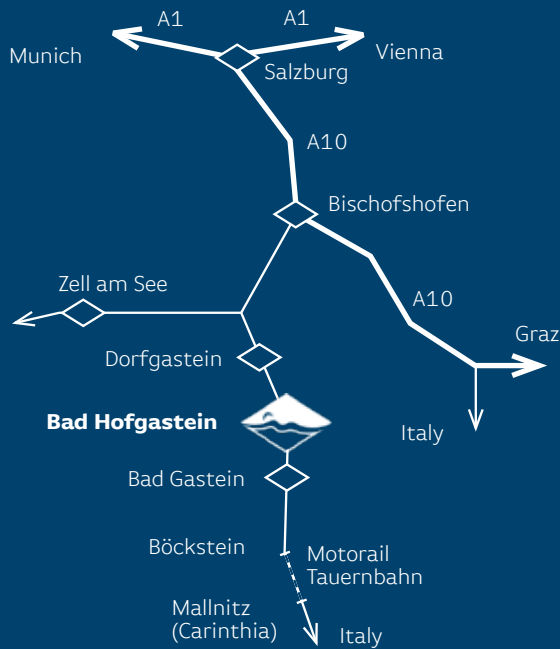 A1
A1
Munich
Vienna
Salzburg
A10
Bischofshofen
Zell am See
A10
Graz
Dorfgastein
Bad Hofgastein
Italy
Bad Gastein
Böckstein
Motorail
Tauernbahn
Mallnitz
(Carinthia)
Italy